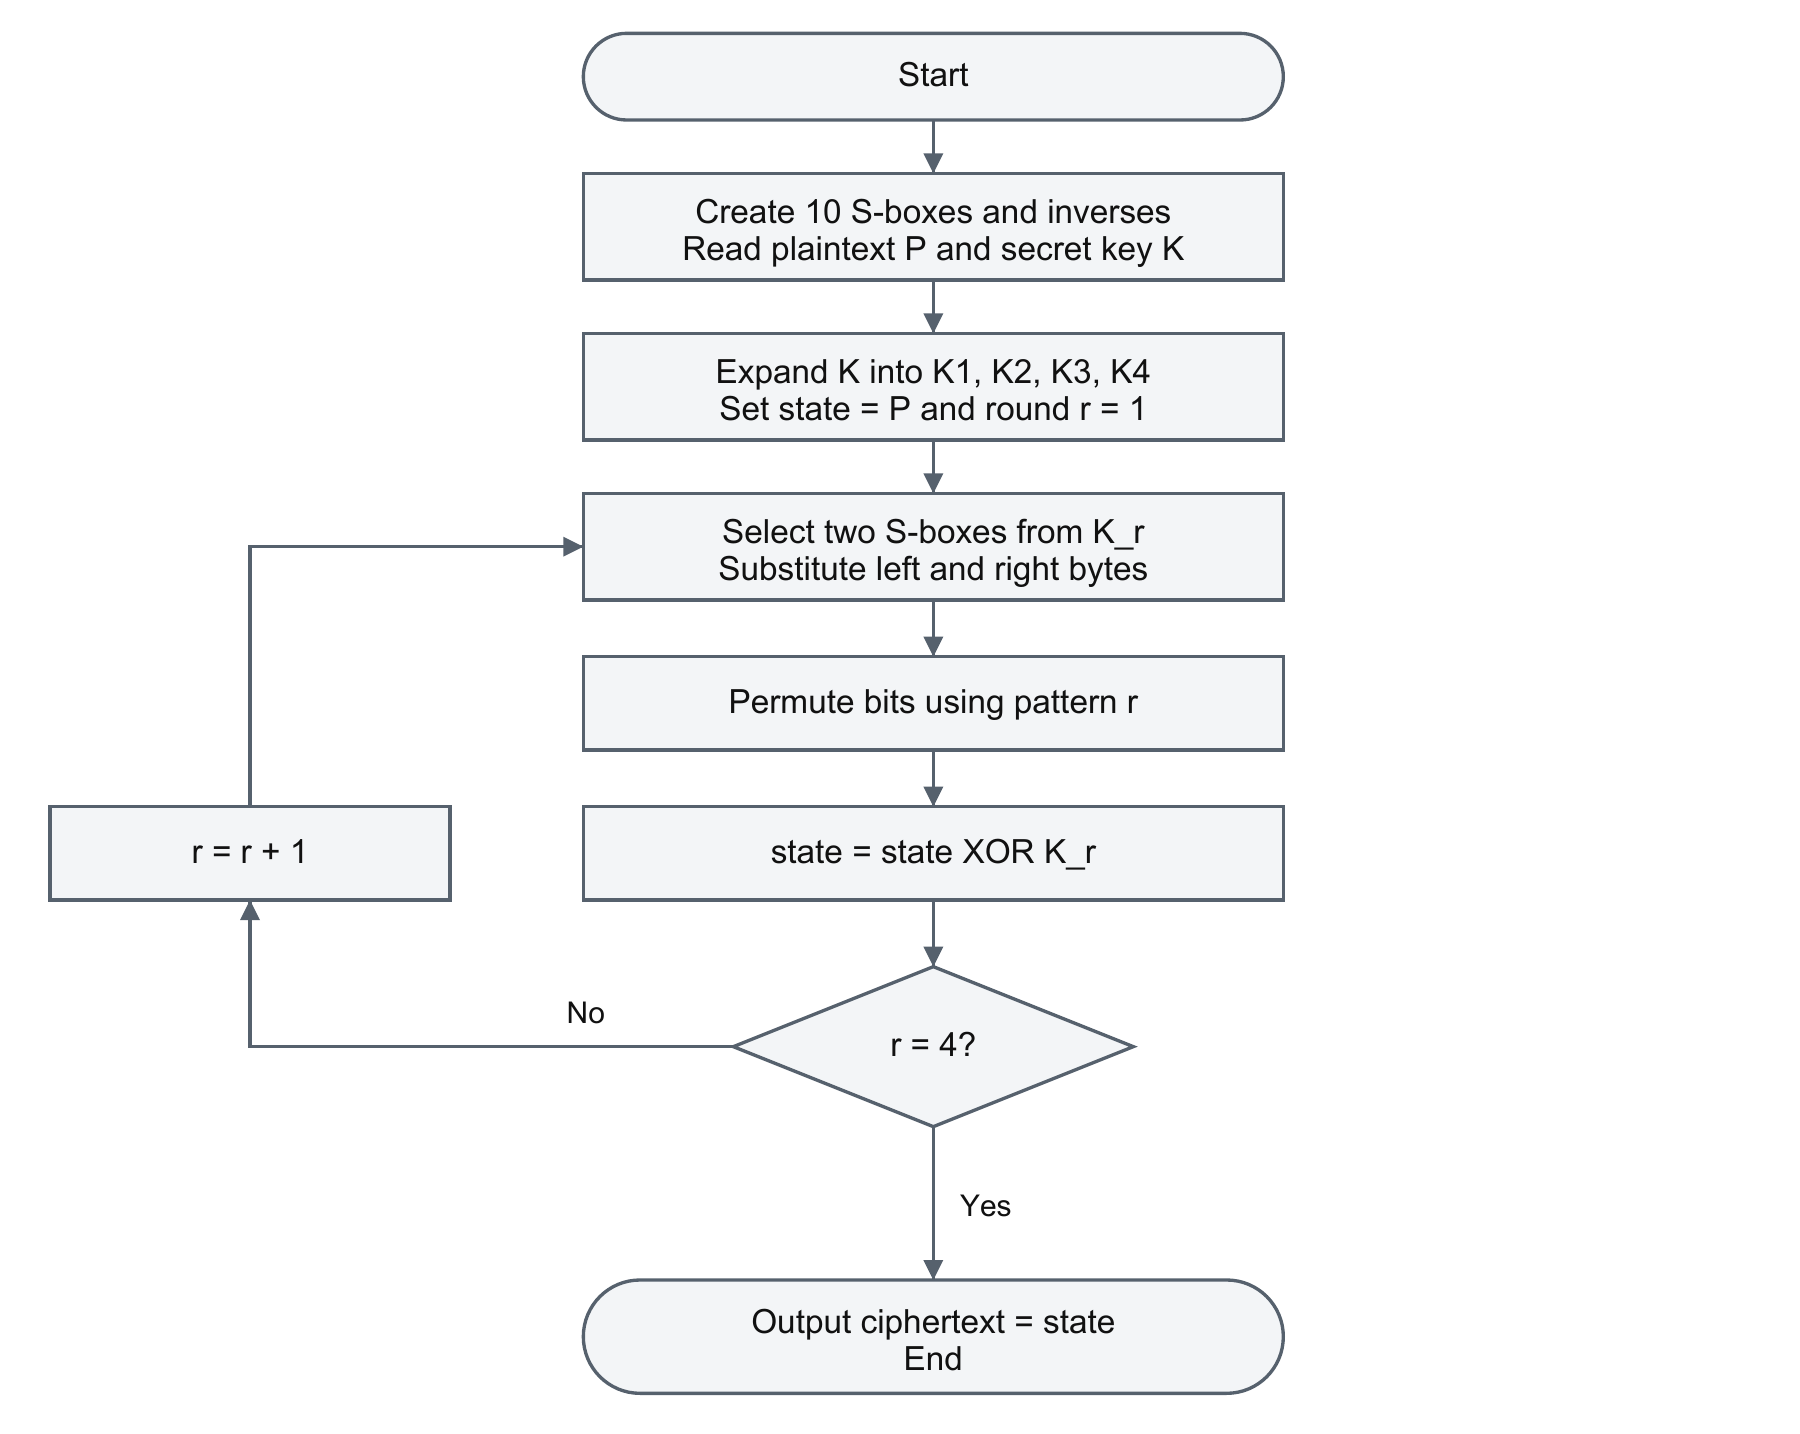 Start
Create 10 S-boxes and inverses
Read plaintext P and secret key K
Expand K into K1, K2, K3, K4
Set state = P and round r = 1
Select two S-boxes from K_r
Substitute left and right bytes
Permute bits using pattern r
r = r + 1
state = state XOR K_r
No
r = 4?
Yes
Output ciphertext = state
End